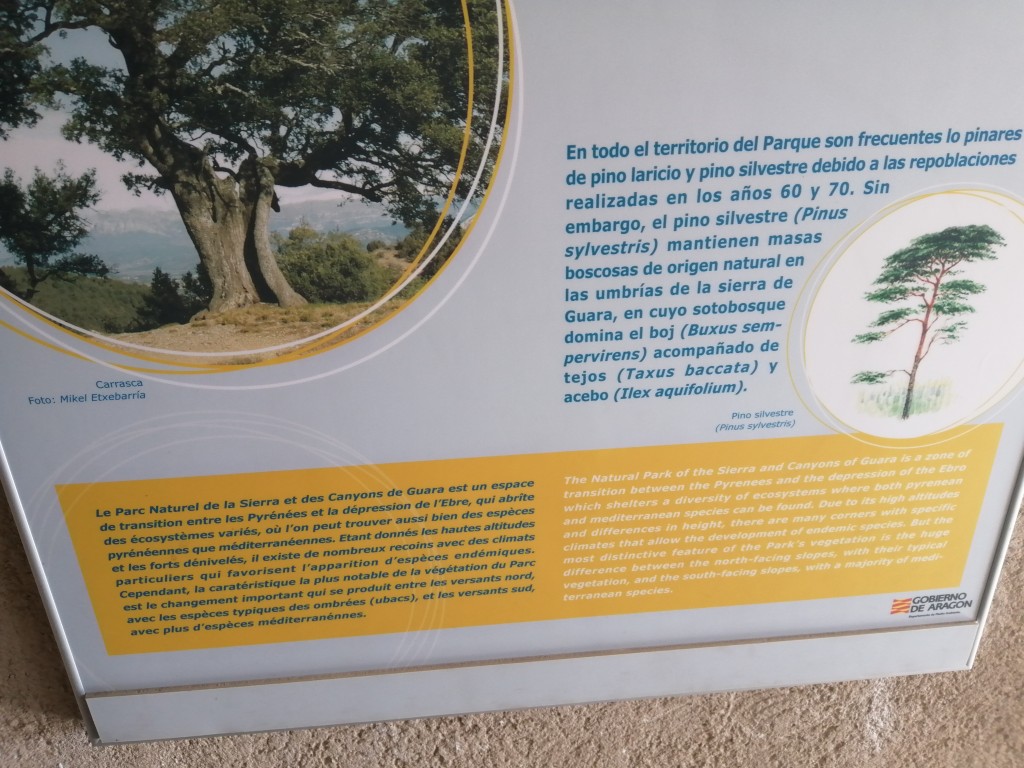 En todo el territorio del Parque son frecuentes lo pinares
de pino laricio y pino silvestre debido a las repoblaciones
realizadas en los años 60 y 70. Sin
embargo, el pino silvestre (Pinus
sylvestris) mantienen masas
boscosas de origen natural en
las umbrías de la sierra de
Guara, en cuyo sotobosque
domina el boj (Buxus sem-
pervirens) acompañado de
tejos (Taxus baccata) y
acebo (Ilex aquifolium).
Carrasca
Foto: Mikel Etxebarría
Pino silvestre
(Pinus sylvestris)
Le Parc Naturel de la Sierra et des Canyons de Guara est un espace
de transition entre les Pyrénées et la dépression de l'Ebre, qui abrîte
des écosystèmes variés, où l'on peut trouver aussi bien des espèces
pyrénéennes que méditerranéennes. Etant donnés les hautes altitudes
et les forts dénivelés, il existe de nombreux recoins avec des climats
particuliers qui favorisent l'apparition d'espèces endémiques.
Cependant, la caratéristique la plus notable de la végétation du Parc
est le changement important qui se produit entre les versants nord,
avec les espèces typiques des ombrées (ubacs), et les versants sud,
avec plus d'espèces méditerranénnes.
The Natural Park of the Sierra and Canyons of Guara is a zone of
transition between the Pyrenees and the depression of the Ebro
which shelters a diversity of ecosystems where both pyrenean
and mediterranean species can be found. Due to its high altitudes
and differences in height, there are many corners with specific
climates that allow the development of endemic species. But the
most distinctive feature of the Park's vegetation is the huge
difference between the north-facing slopes, with their typical
vegetation, and the south-facing slopes, with a majority of medi-
terranean species.
GOBIERNO
DE ARAGON